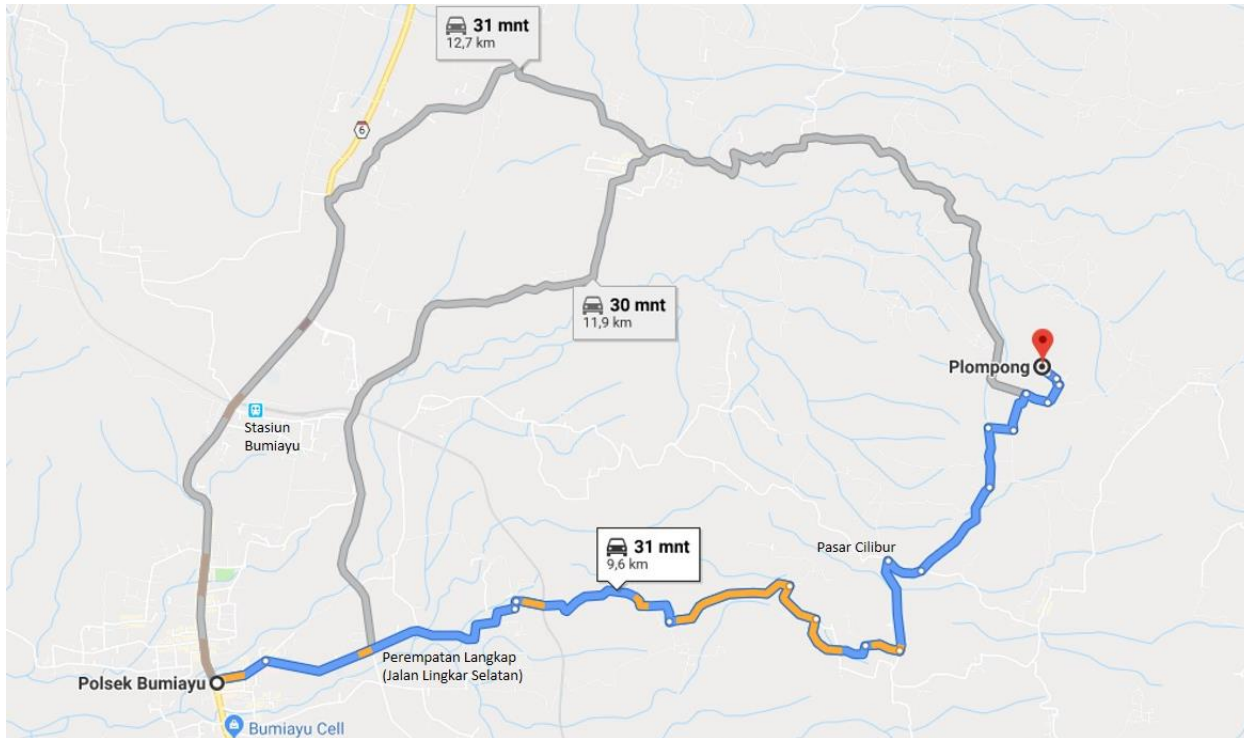 31 mnt
12,7 km
6
30 mnt
11,9 km
Plompong
Stasiun
Bumiayu
31 mnt
9,6 km
Pasar Cilibur
Perempatan Langkap
(Jalan Lingkar Selatan)
Polsek Bumiayu
Bumiayu Cell